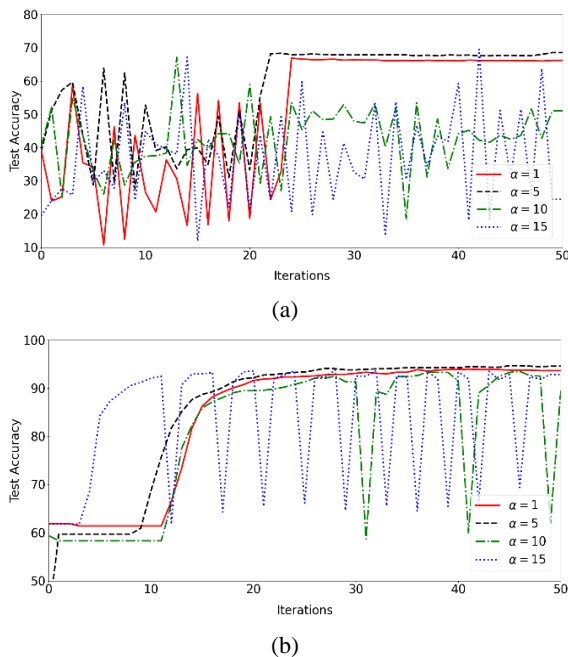 80
70
60
50
40
30
20
10
Test Accuracy
α = 1
α = 5
α = 10
α = 15
0 10 20 30 40 50
Iterations
(a)
100
90
80
70
60
50
Test Accuracy
α = 1
α = 5
α = 10
α = 15
0 10 20 30 40 50
Iterations
(b)